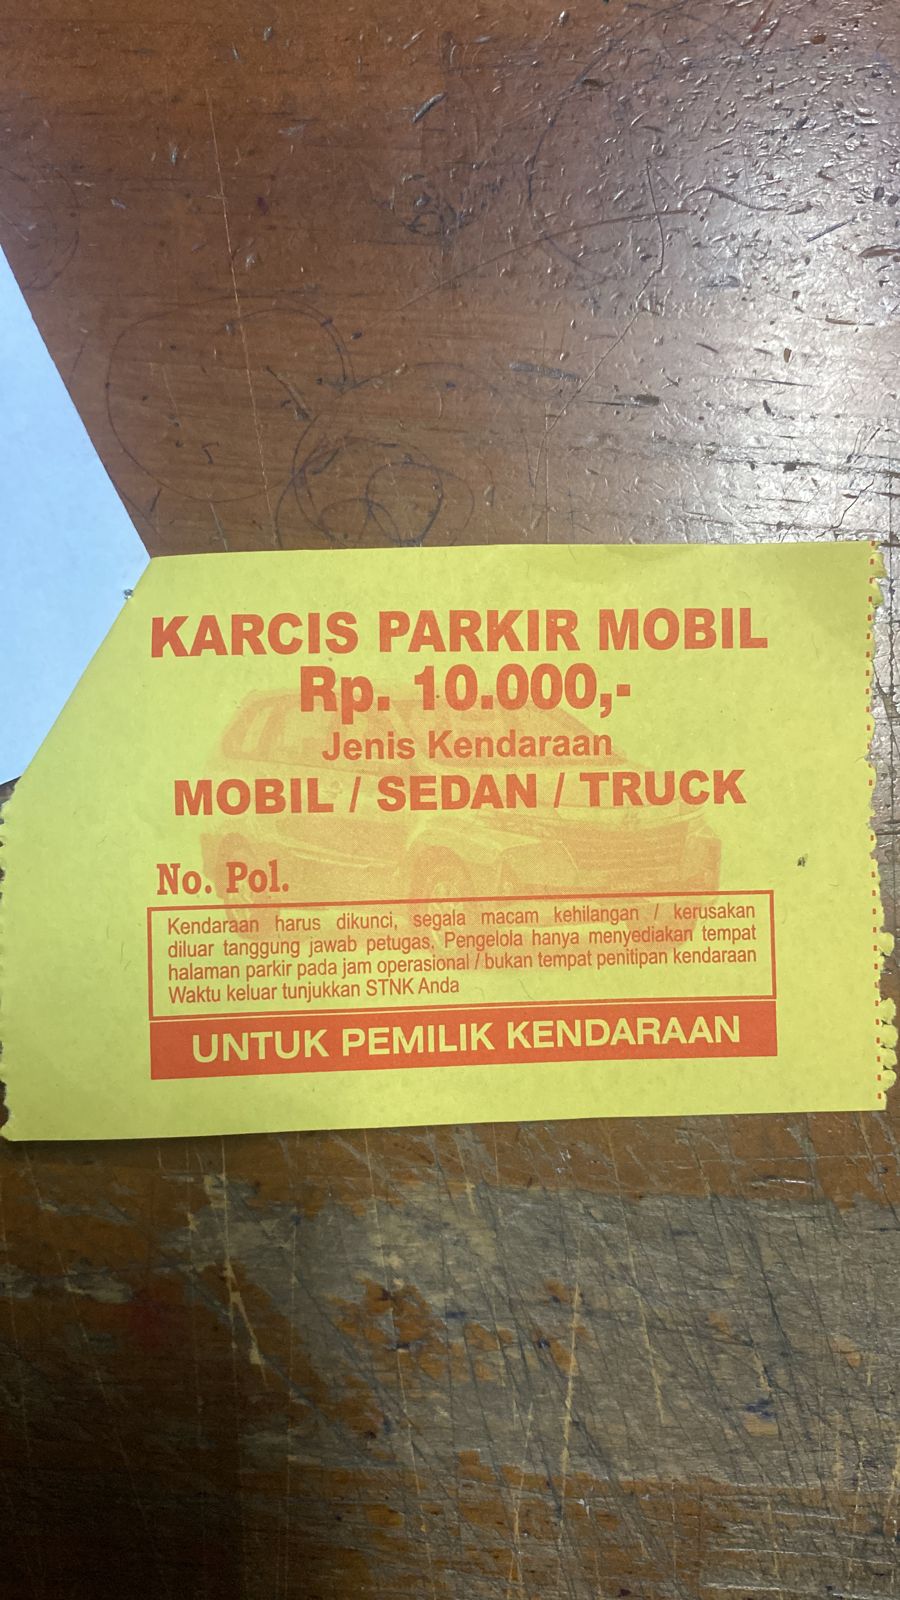 KARCIS PARKIR MOBIL
Rp. 10.000,-
Jenis Kendaraan
MOBIL / SEDAN / TRUCK
No. Pol.
Kendaraan harus dikunci, segala macam kehilangan / kerusakan
diluar tanggung jawab petugas. Pengelola hanya menyediakan tempat
halaman parkir pada jam operasional / bukan tempat penitipan kendaraan
Waktu keluar tunjukkan STNK Anda
UNTUK PEMILIK KENDARAAN